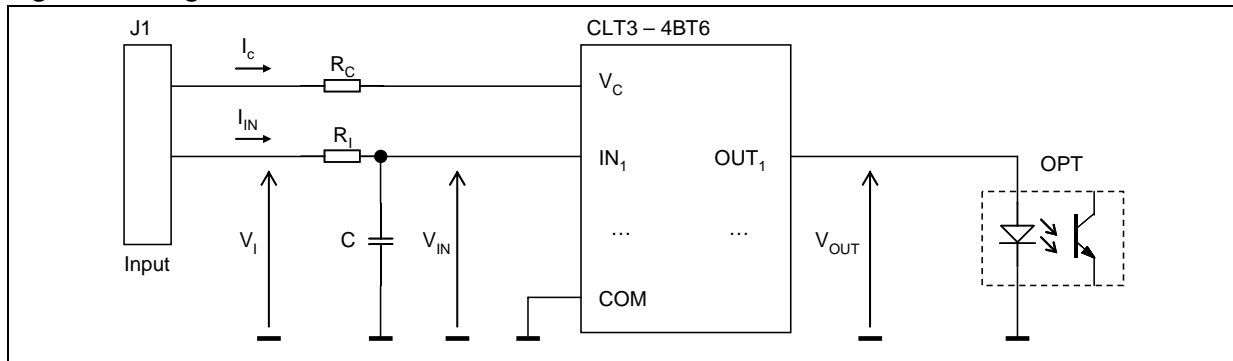 J1
CLT3 – 4BT6
I_c
R_C
V_C
I_IN
R_I
IN_1
OUT_1
OPT
V_I
C
V_IN
...
...
V_OUT
Input
COM